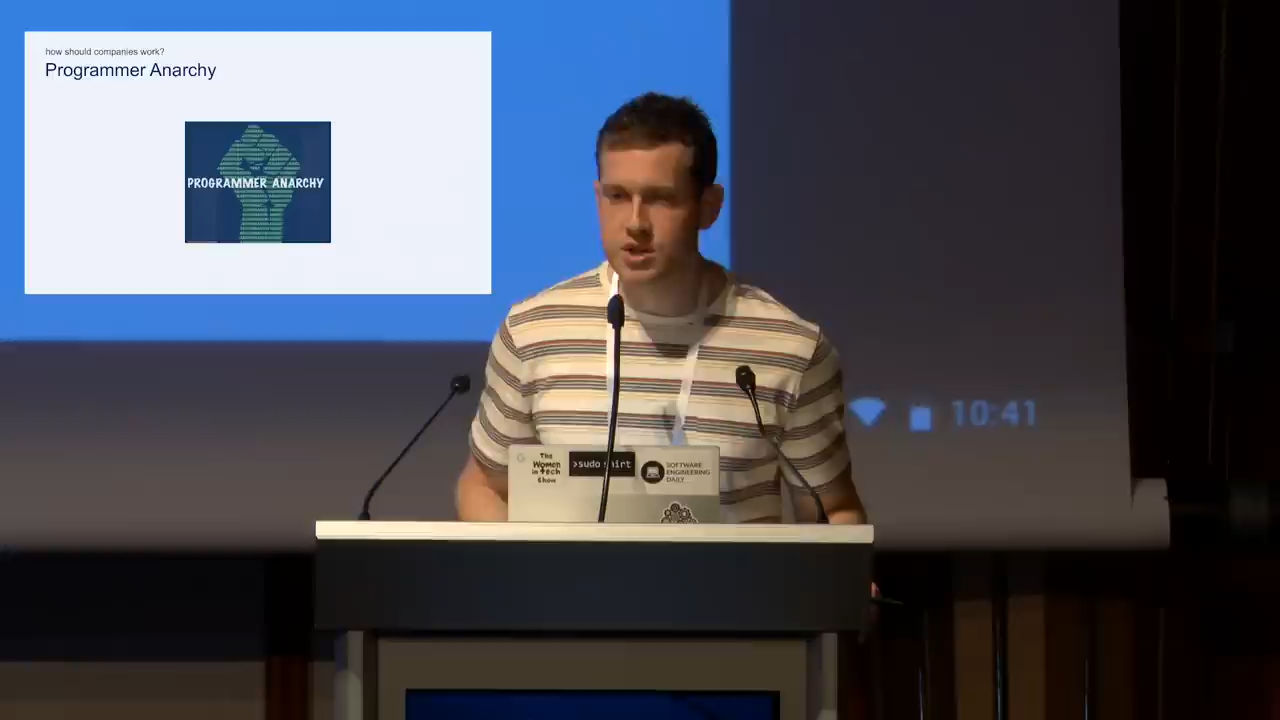 how should companies work?
Programmer Anarchy
PROGRAMMER ANARCHY
10:41
The
Women
in tech
Show
>sudo
SOFTWARE
ENGINEERING
DAILY